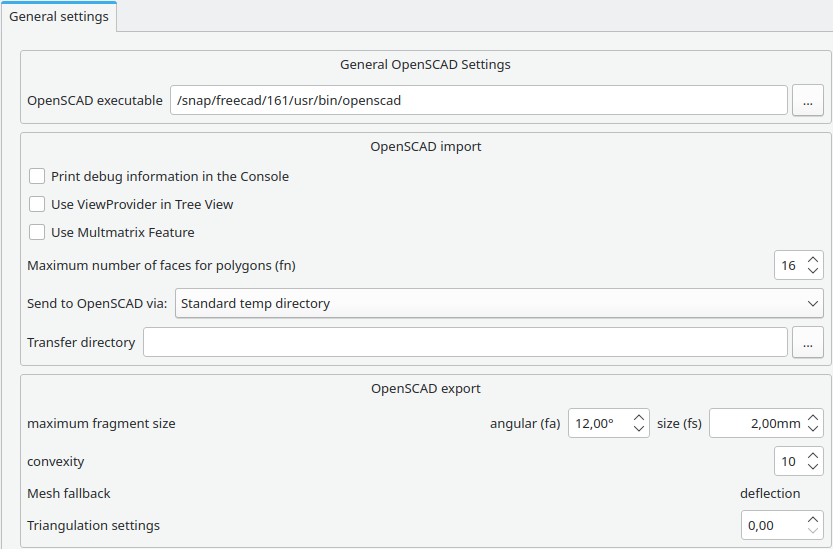 General settings
General OpenSCAD Settings
OpenSCAD executable /snap/freecad/161/usr/bin/openscad ...
OpenSCAD import
Print debug information in the Console
Use ViewProvider in Tree View
Use Multmatrix Feature
Maximum number of faces for polygons (fn) 16
Send to OpenSCAD via: Standard temp directory
Transfer directory ...
OpenSCAD export
maximum fragment size angular (fa) 12,00° size (fs) 2,00mm
convexity 10
Mesh fallback deflection
Triangulation settings 0,00